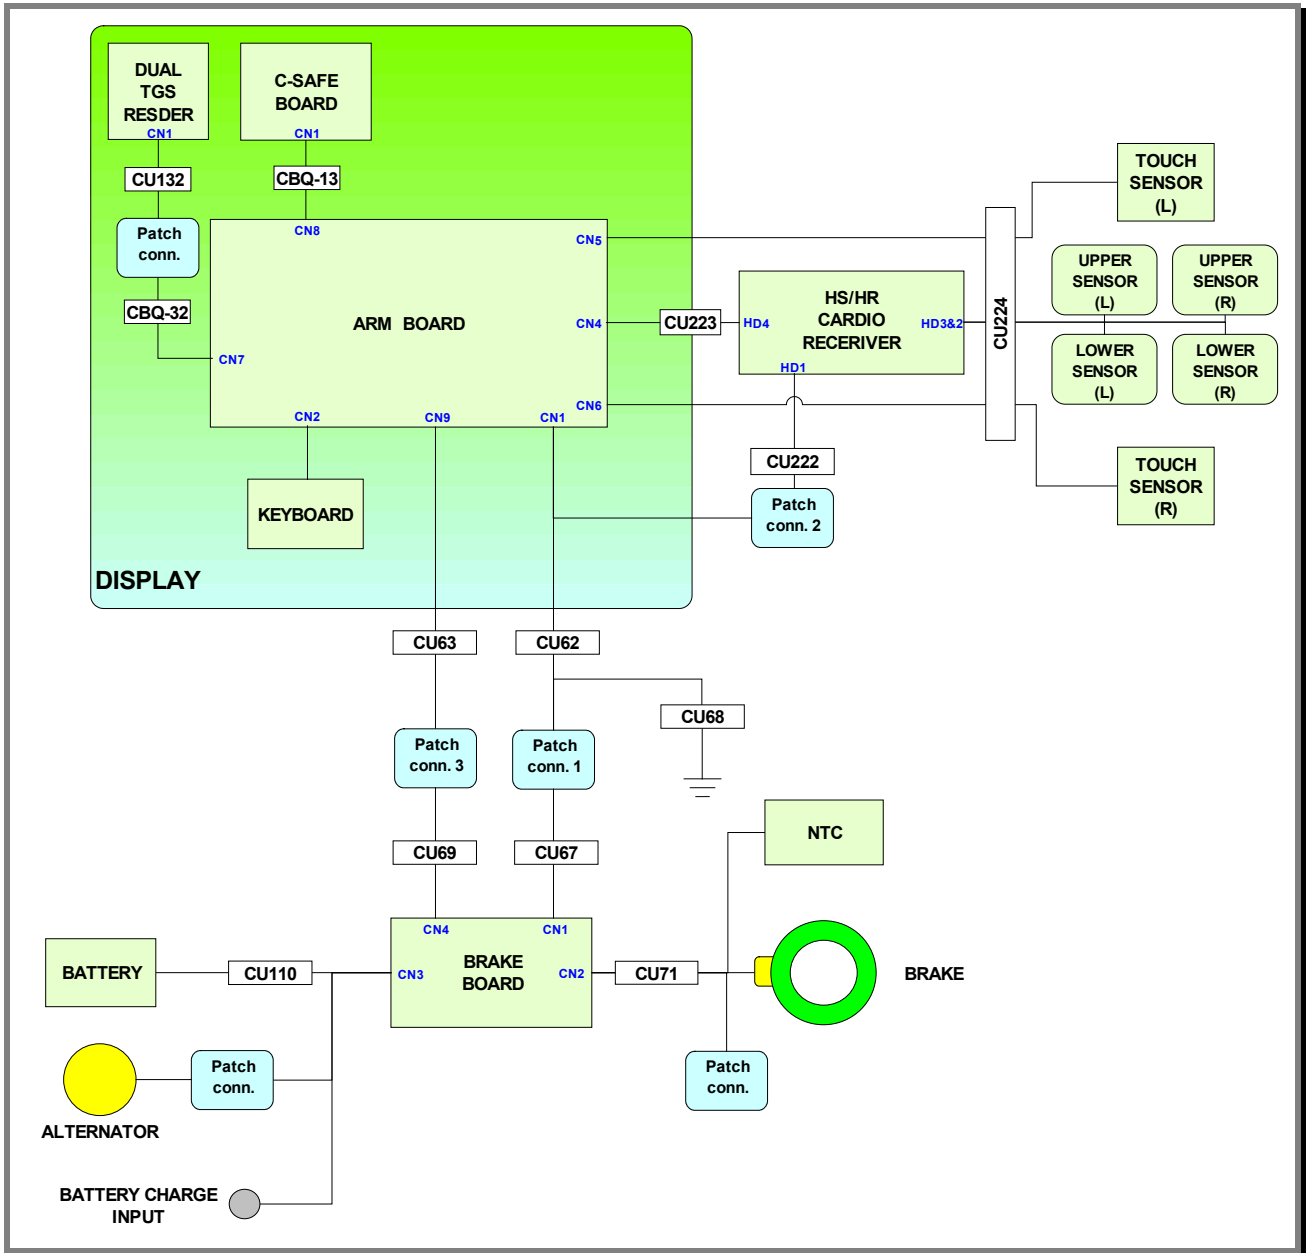 DUAL
TGS
RESDER
CN1
C-SAFE
BOARD
CN1
CU132
CBQ-13
Patch
conn.
CBQ-32
CN8
CN5
ARM BOARD
CN4
CN7
CN6
CN2
CN9
CN1
KEYBOARD
DISPLAY
CU223
HS/HR
CARDIO
RECERIVER
HD4
HD3&2
HD1
CU222
Patch
conn. 2
CU224
TOUCH
SENSOR
(L)
UPPER
SENSOR
(L)
UPPER
SENSOR
(R)
LOWER
SENSOR
(L)
LOWER
SENSOR
(R)
TOUCH
SENSOR
(R)
CU63
CU62
CU68
Patch
conn. 3
Patch
conn. 1
CU69
CU67
NTC
CN4
CN1
BRAKE
BOARD
CN3
CN2
BATTERY
CU110
CU71
BRAKE
Patch
conn.
Patch
conn.
ALTERNATOR
BATTERY CHARGE
INPUT